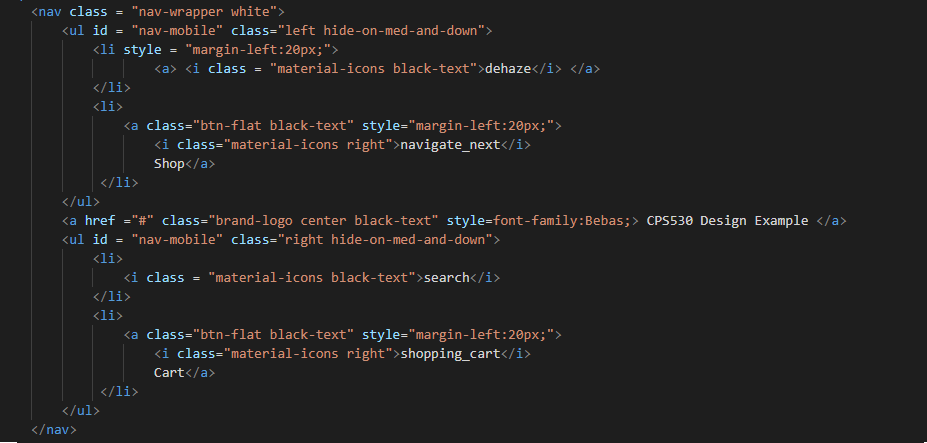 <nav class = "nav-wrapper white">
<ul id = "nav-mobile" class="left hide-on-med-and-down">
<li style = "margin-left:20px;">
<a> <i class = "material-icons black-text">dehaze</i> </a>
</li>
<li>
<a class="btn-flat black-text" style="margin-left:20px;">
<i class="material-icons right">navigate_next</i>
Shop</a>
</li>
</ul>
<a href ="#" class="brand-logo center black-text" style=font-family:Bebas;> CPS530 Design Example </a>
<ul id = "nav-mobile" class="right hide-on-med-and-down">
<li>
<i class = "material-icons black-text">search</i>
</li>
<li>
<a class="btn-flat black-text" style="margin-left:20px;">
<i class="material-icons right">shopping_cart</i>
Cart</a>
</li>
</ul>
</nav>